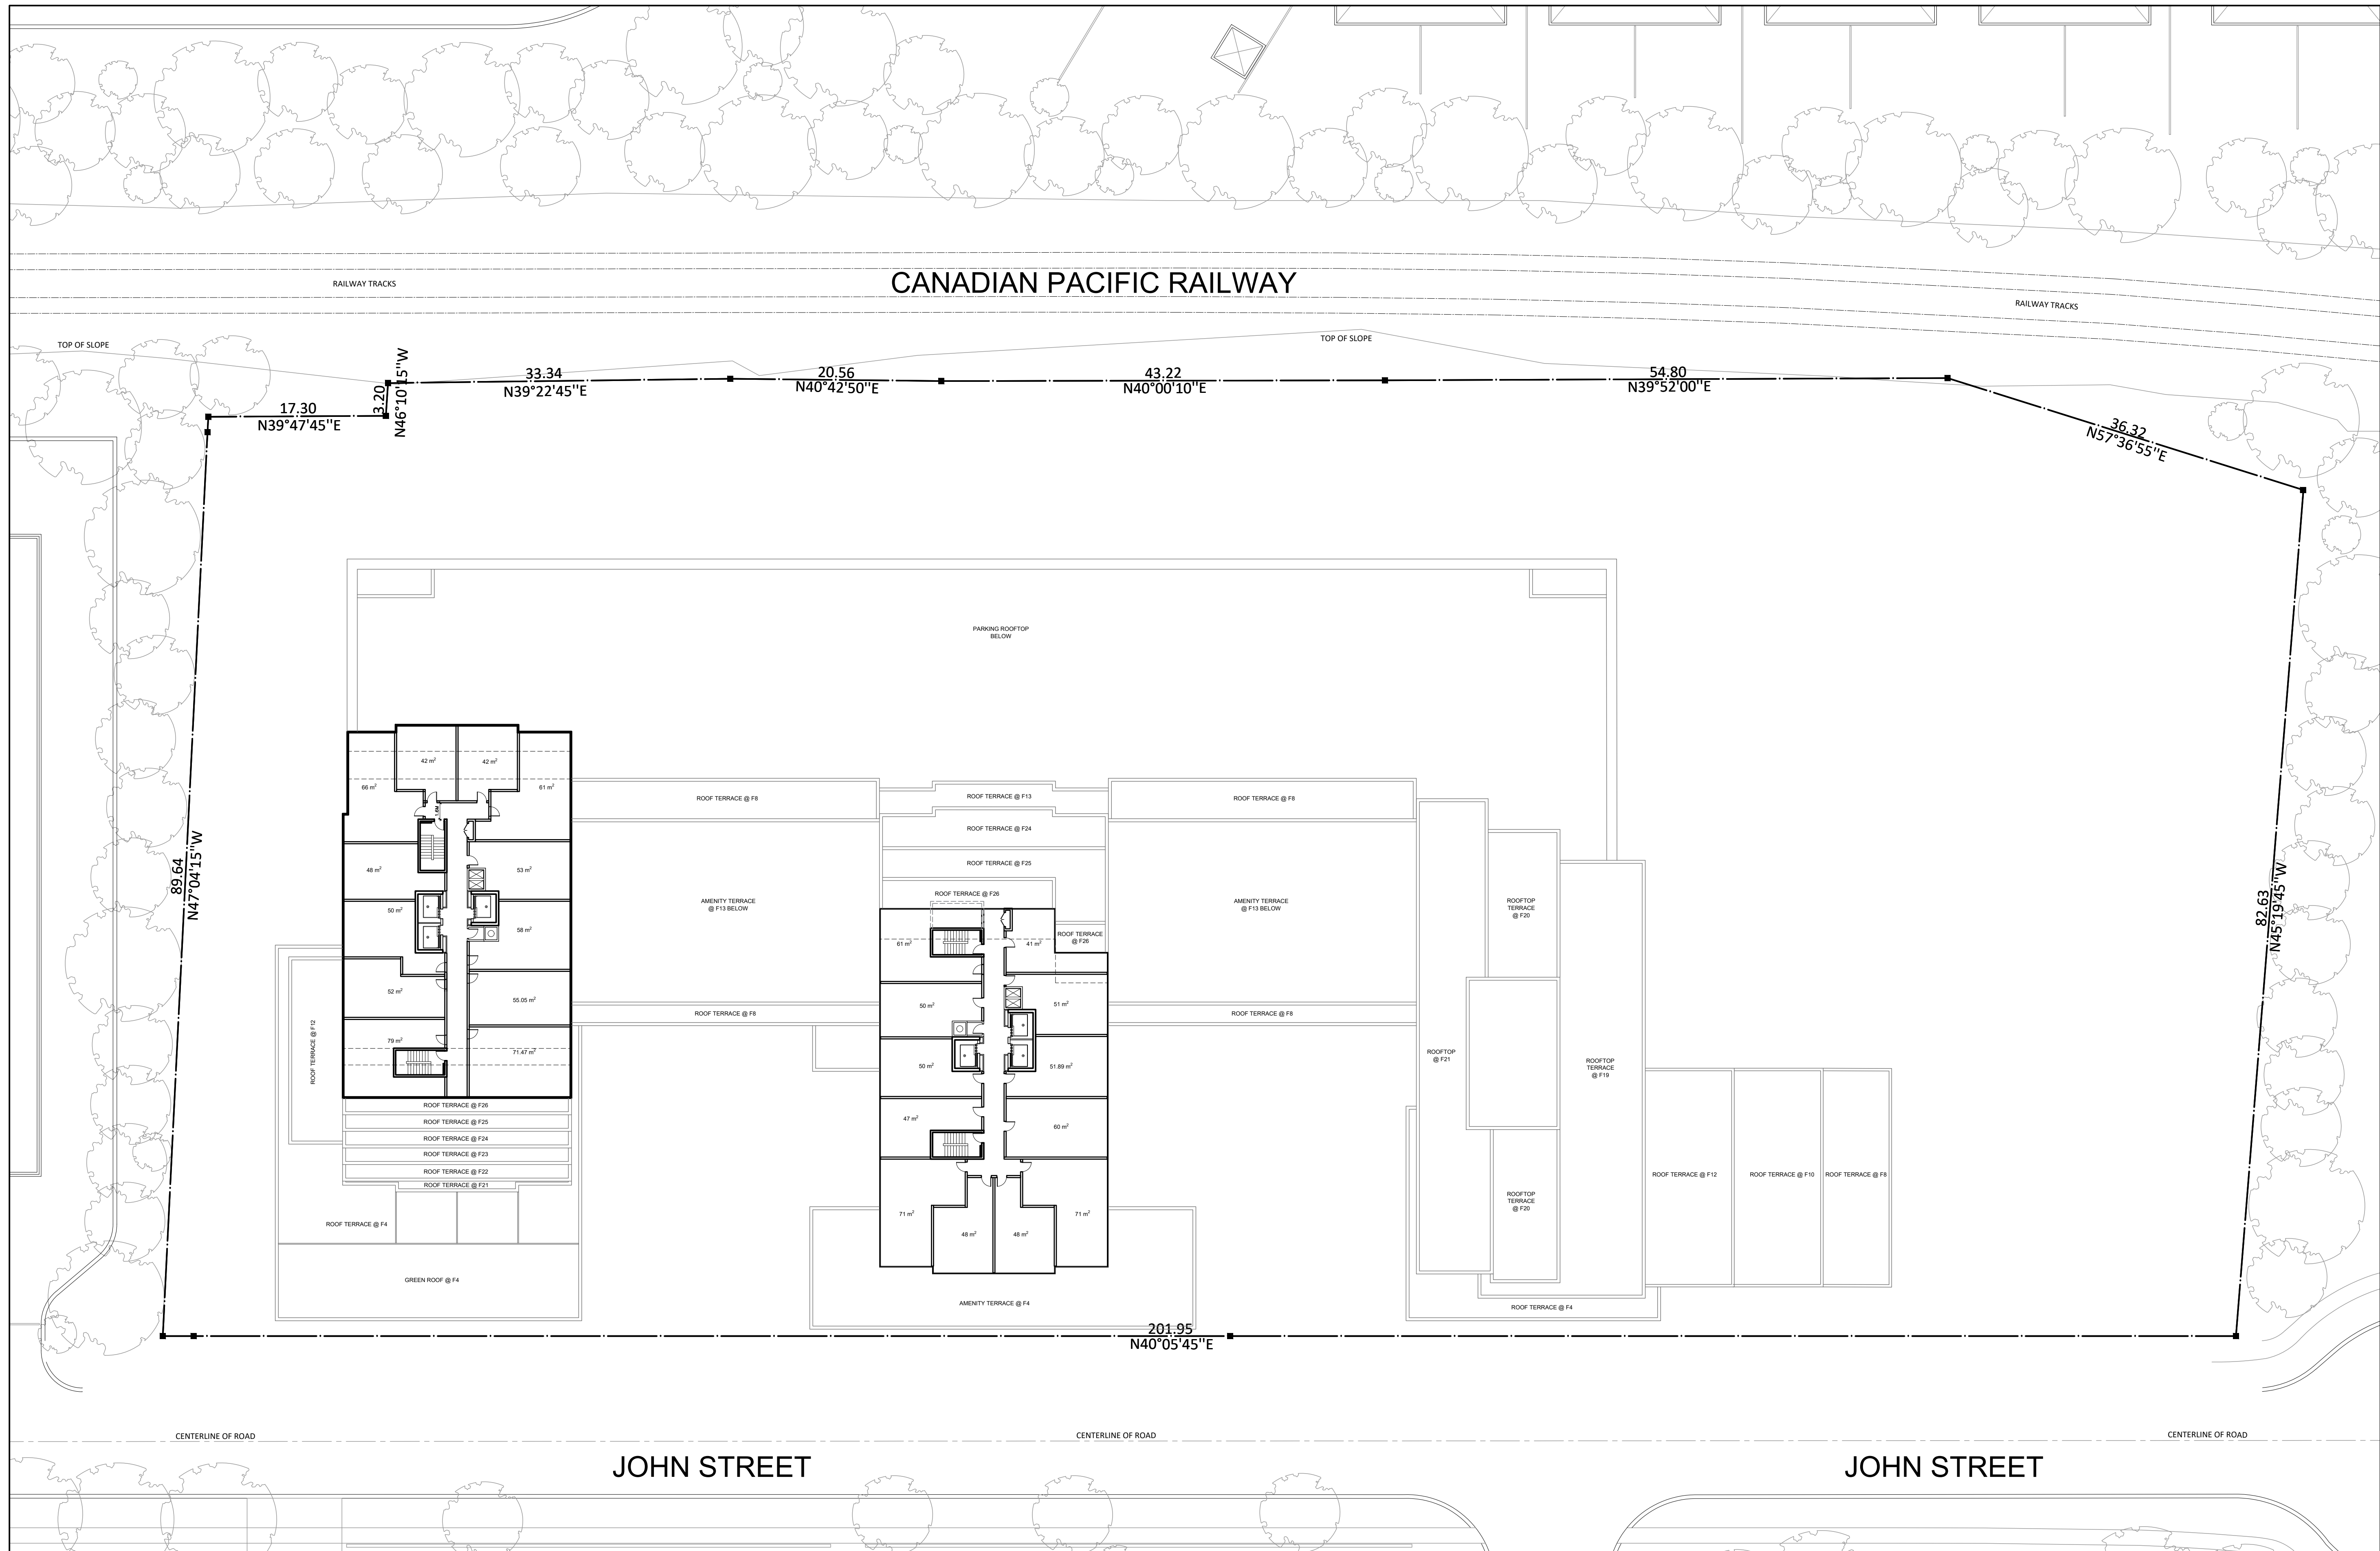 CANADIAN PACIFIC RAILWAY
RAILWAY TRACKS
RAILWAY TRACKS
TOP OF SLOPE
TOP OF SLOPE
17.30
N39°47'45"E
3.20
N46°10'15"W
33.34
N39°22'45"E
20.56
N40°42'50"E
43.22
N40°00'10"E
54.80
N39°52'00"E
36.32
N57°36'55"E
89.64
N47°04'15"W
82.63
N45°19'45"W
PARKING ROOFTOP
BELOW
42 m²
42 m²
66 m²
61 m²
48 m²
53 m²
50 m²
58 m²
52 m²
55.05 m²
79 m²
71.47 m²
ROOF TERRACE @ F12
ROOF TERRACE @ F26
ROOF TERRACE @ F25
ROOF TERRACE @ F24
ROOF TERRACE @ F23
ROOF TERRACE @ F22
ROOF TERRACE @ F21
ROOF TERRACE @ F4
GREEN ROOF @ F4
ROOF TERRACE @ F8
AMENITY TERRACE
@ F13 BELOW
ROOF TERRACE @ F8
ROOF TERRACE @ F13
ROOF TERRACE @ F24
ROOF TERRACE @ F25
ROOF TERRACE @ F26
ROOF TERRACE
@ F26
61 m²
41 m²
50 m²
51 m²
50 m²
51.89 m²
47 m²
60 m²
71 m²
48 m²
48 m²
71 m²
AMENITY TERRACE @ F4
ROOF TERRACE @ F8
AMENITY TERRACE
@ F13 BELOW
ROOF TERRACE @ F8
ROOFTOP
TERRACE
@ F20
ROOFTOP
@ F21
ROOFTOP
TERRACE
@ F19
ROOFTOP
TERRACE
@ F20
ROOF TERRACE @ F12
ROOF TERRACE @ F10
ROOF TERRACE @ F8
ROOF TERRACE @ F4
201.95
N40°05'45"E
CENTERLINE OF ROAD
CENTERLINE OF ROAD
CENTERLINE OF ROAD
JOHN STREET
JOHN STREET